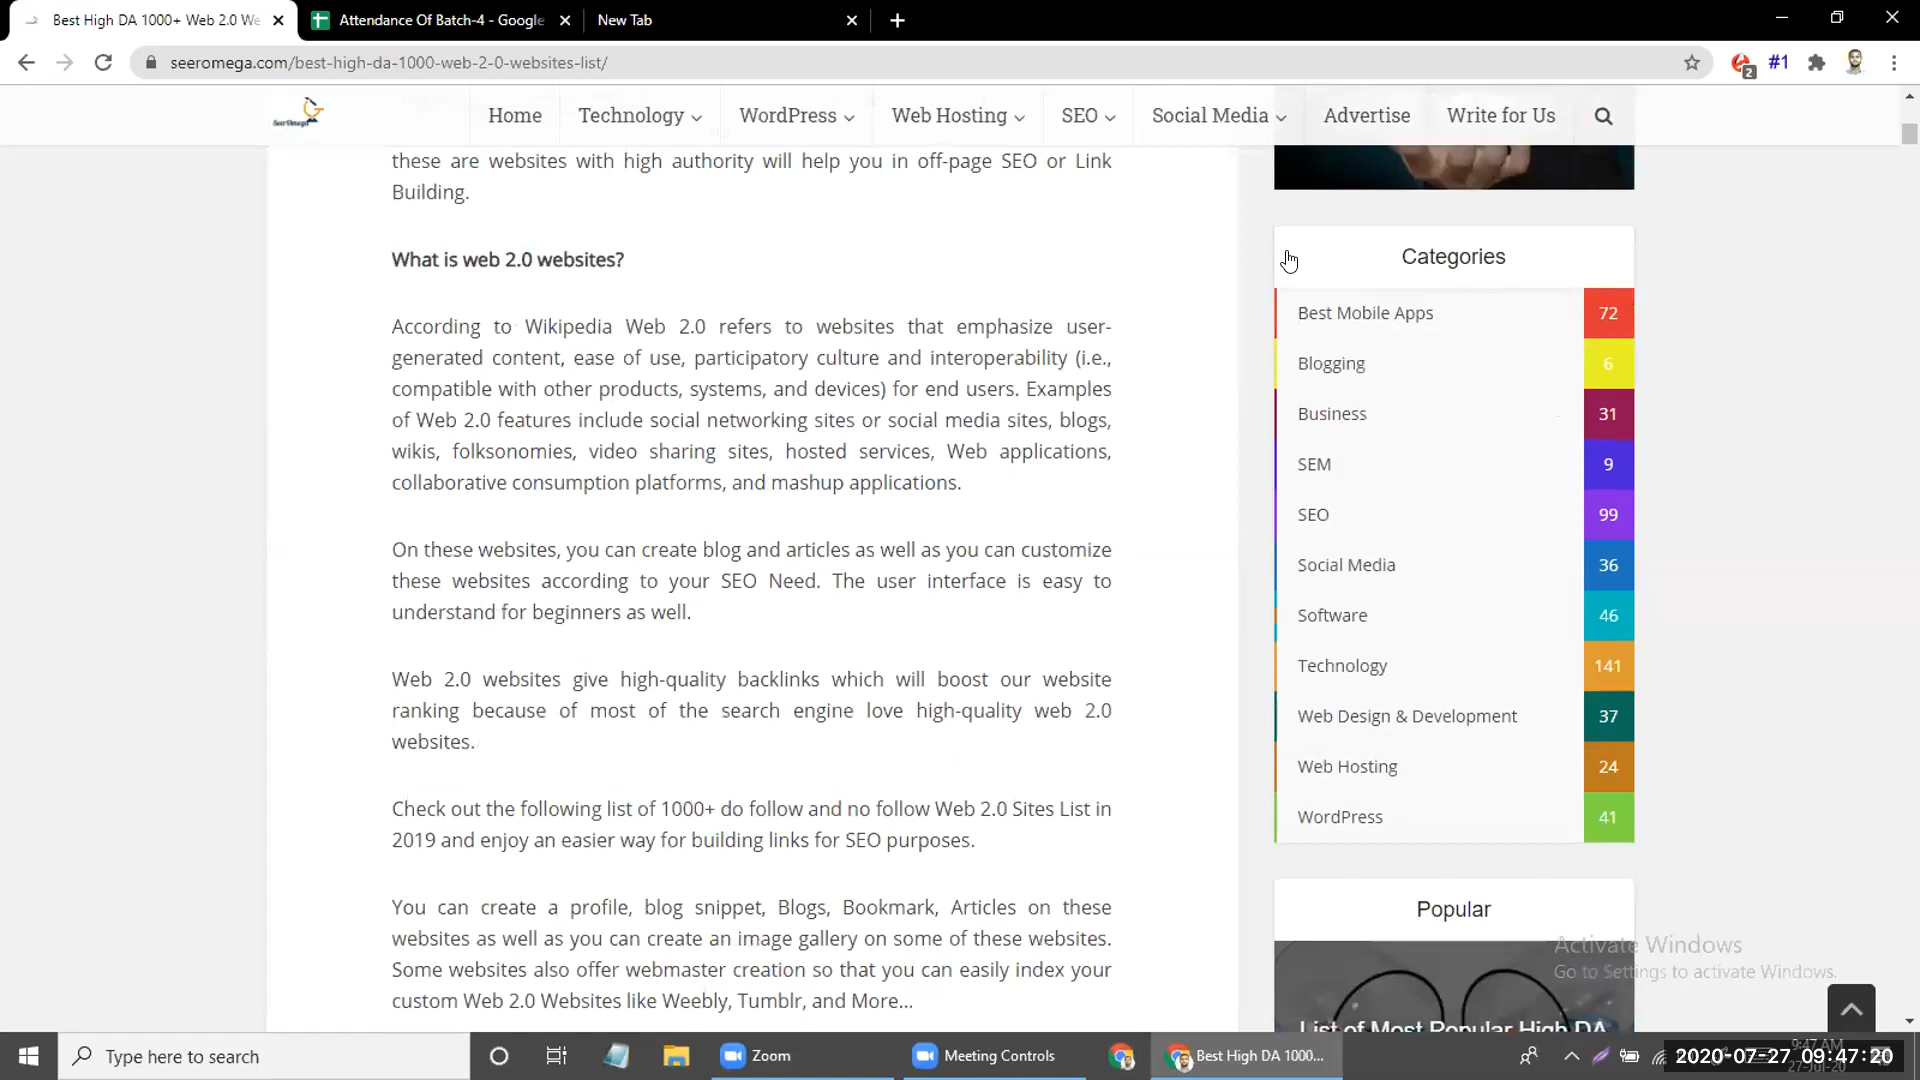 Best High DA 1000+ Web 2.0 We
Attendance Of Batch-4 - Google
New Tab
seeromega.com/best-high-da-1000-web-2-0-websites-list/
2
#1
SeerOmega
Home
Technology
WordPress
Web Hosting
SEO
Social Media
Advertise
Write for Us
these are websites with high authority will help you in off-page SEO or Link
Building.
What is web 2.0 websites?
According to Wikipedia Web 2.0 refers to websites that emphasize user-
generated content, ease of use, participatory culture and interoperability (i.e.,
compatible with other products, systems, and devices) for end users. Examples
of Web 2.0 features include social networking sites or social media sites, blogs,
wikis, folksonomies, video sharing sites, hosted services, Web applications,
collaborative consumption platforms, and mashup applications.
On these websites, you can create blog and articles as well as you can customize
these websites according to your SEO Need. The user interface is easy to
understand for beginners as well.
Web 2.0 websites give high-quality backlinks which will boost our website
ranking because of most of the search engine love high-quality web 2.0
websites.
Check out the following list of 1000+ do follow and no follow Web 2.0 Sites List in
2019 and enjoy an easier way for building links for SEO purposes.
You can create a profile, blog snippet, Blogs, Bookmark, Articles on these
websites as well as you can create an image gallery on some of these websites.
Some websites also offer webmaster creation so that you can easily index your
custom Web 2.0 Websites like Weebly, Tumblr, and More...
Categories
Best Mobile Apps 72
Blogging 6
Business 31
SEM 9
SEO 99
Social Media 36
Software 46
Technology 141
Web Design & Development 37
Web Hosting 24
WordPress 41
Popular
List of Most Popular High DA
Activate Windows
Go to Settings to activate Windows.
Type here to search
Zoom
Meeting Controls
Best High DA 1000...
9:47 AM
2020-07-27 09:47:20
27-Jul-20